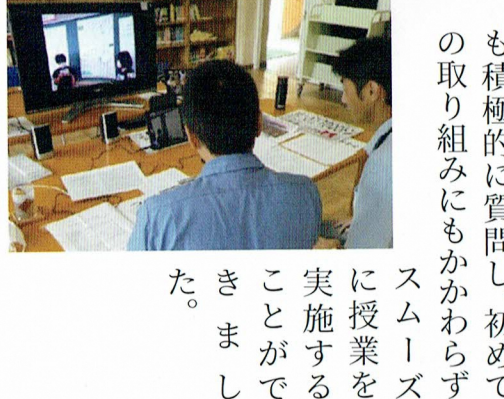 も積極的に質問し、初めて
の取り組みにもかかわらず
スムーズ
に授業を
実施する
ことがで
きまし
た。